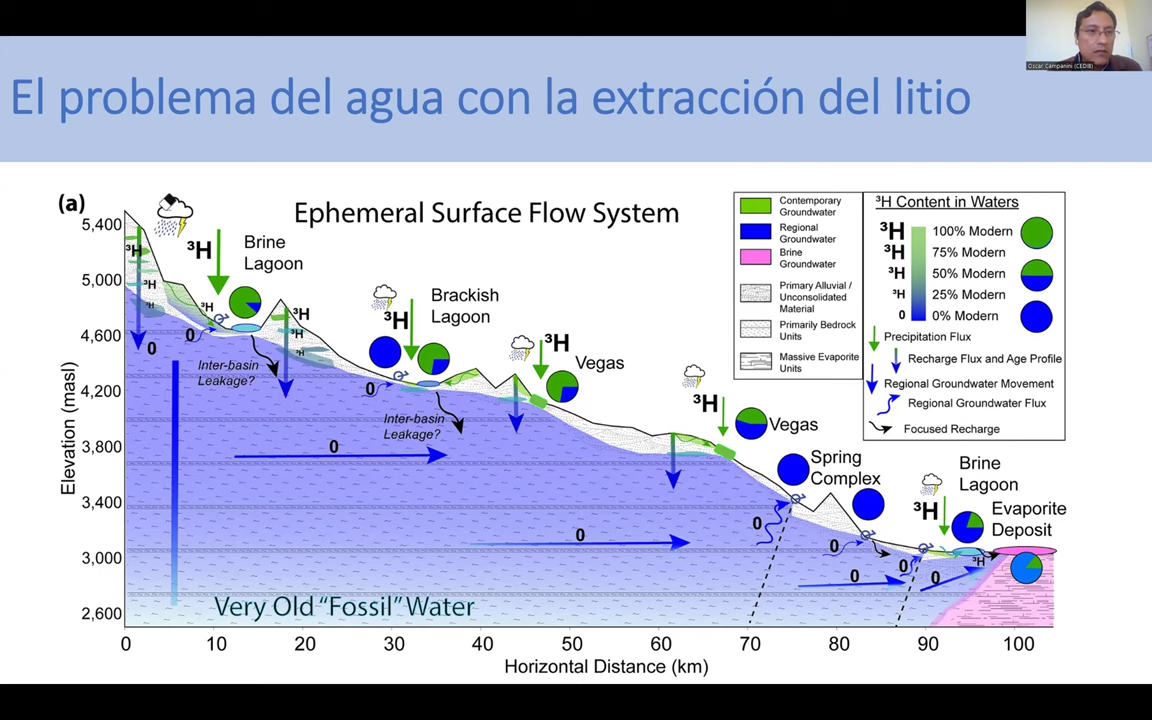 Oscar Campanini (CEDIB)
El problema del agua con la extracción del litio
(a)
Ephemeral Surface Flow System
Elevation (masl)
5,400
5,000
4,600
4,200
3,800
3,400
3,000
2,600
0
10
20
30
40
50
60
70
80
90
100
Horizontal Distance (km)
³H
³H
³H
0
³H
Brine
Lagoon
³H
0
Inter-basin
Leakage?
³H
³H
³H
³H
Brackish
Lagoon
0
Inter-basin
Leakage?
³H
Vegas
³H
Vegas
0
0
Spring
Complex
0
0
0
³H
Brine
Lagoon
0
0
³H
Evaporite
Deposit
Very Old "Fossil" Water
Contemporary
Groundwater
Regional
Groundwater
Brine
Groundwater
Primary Alluvial /
Unconsolidated
Material
Primarily Bedrock
Units
Massive Evaporite
Units
³H Content in Waters
³H 100% Modern
³H 75% Modern
³H 50% Modern
³H 25% Modern
0 0% Modern
Precipitation Flux
Recharge Flux and Age Profile
Regional Groundwater Movement
Regional Groundwater Flux
Focused Recharge